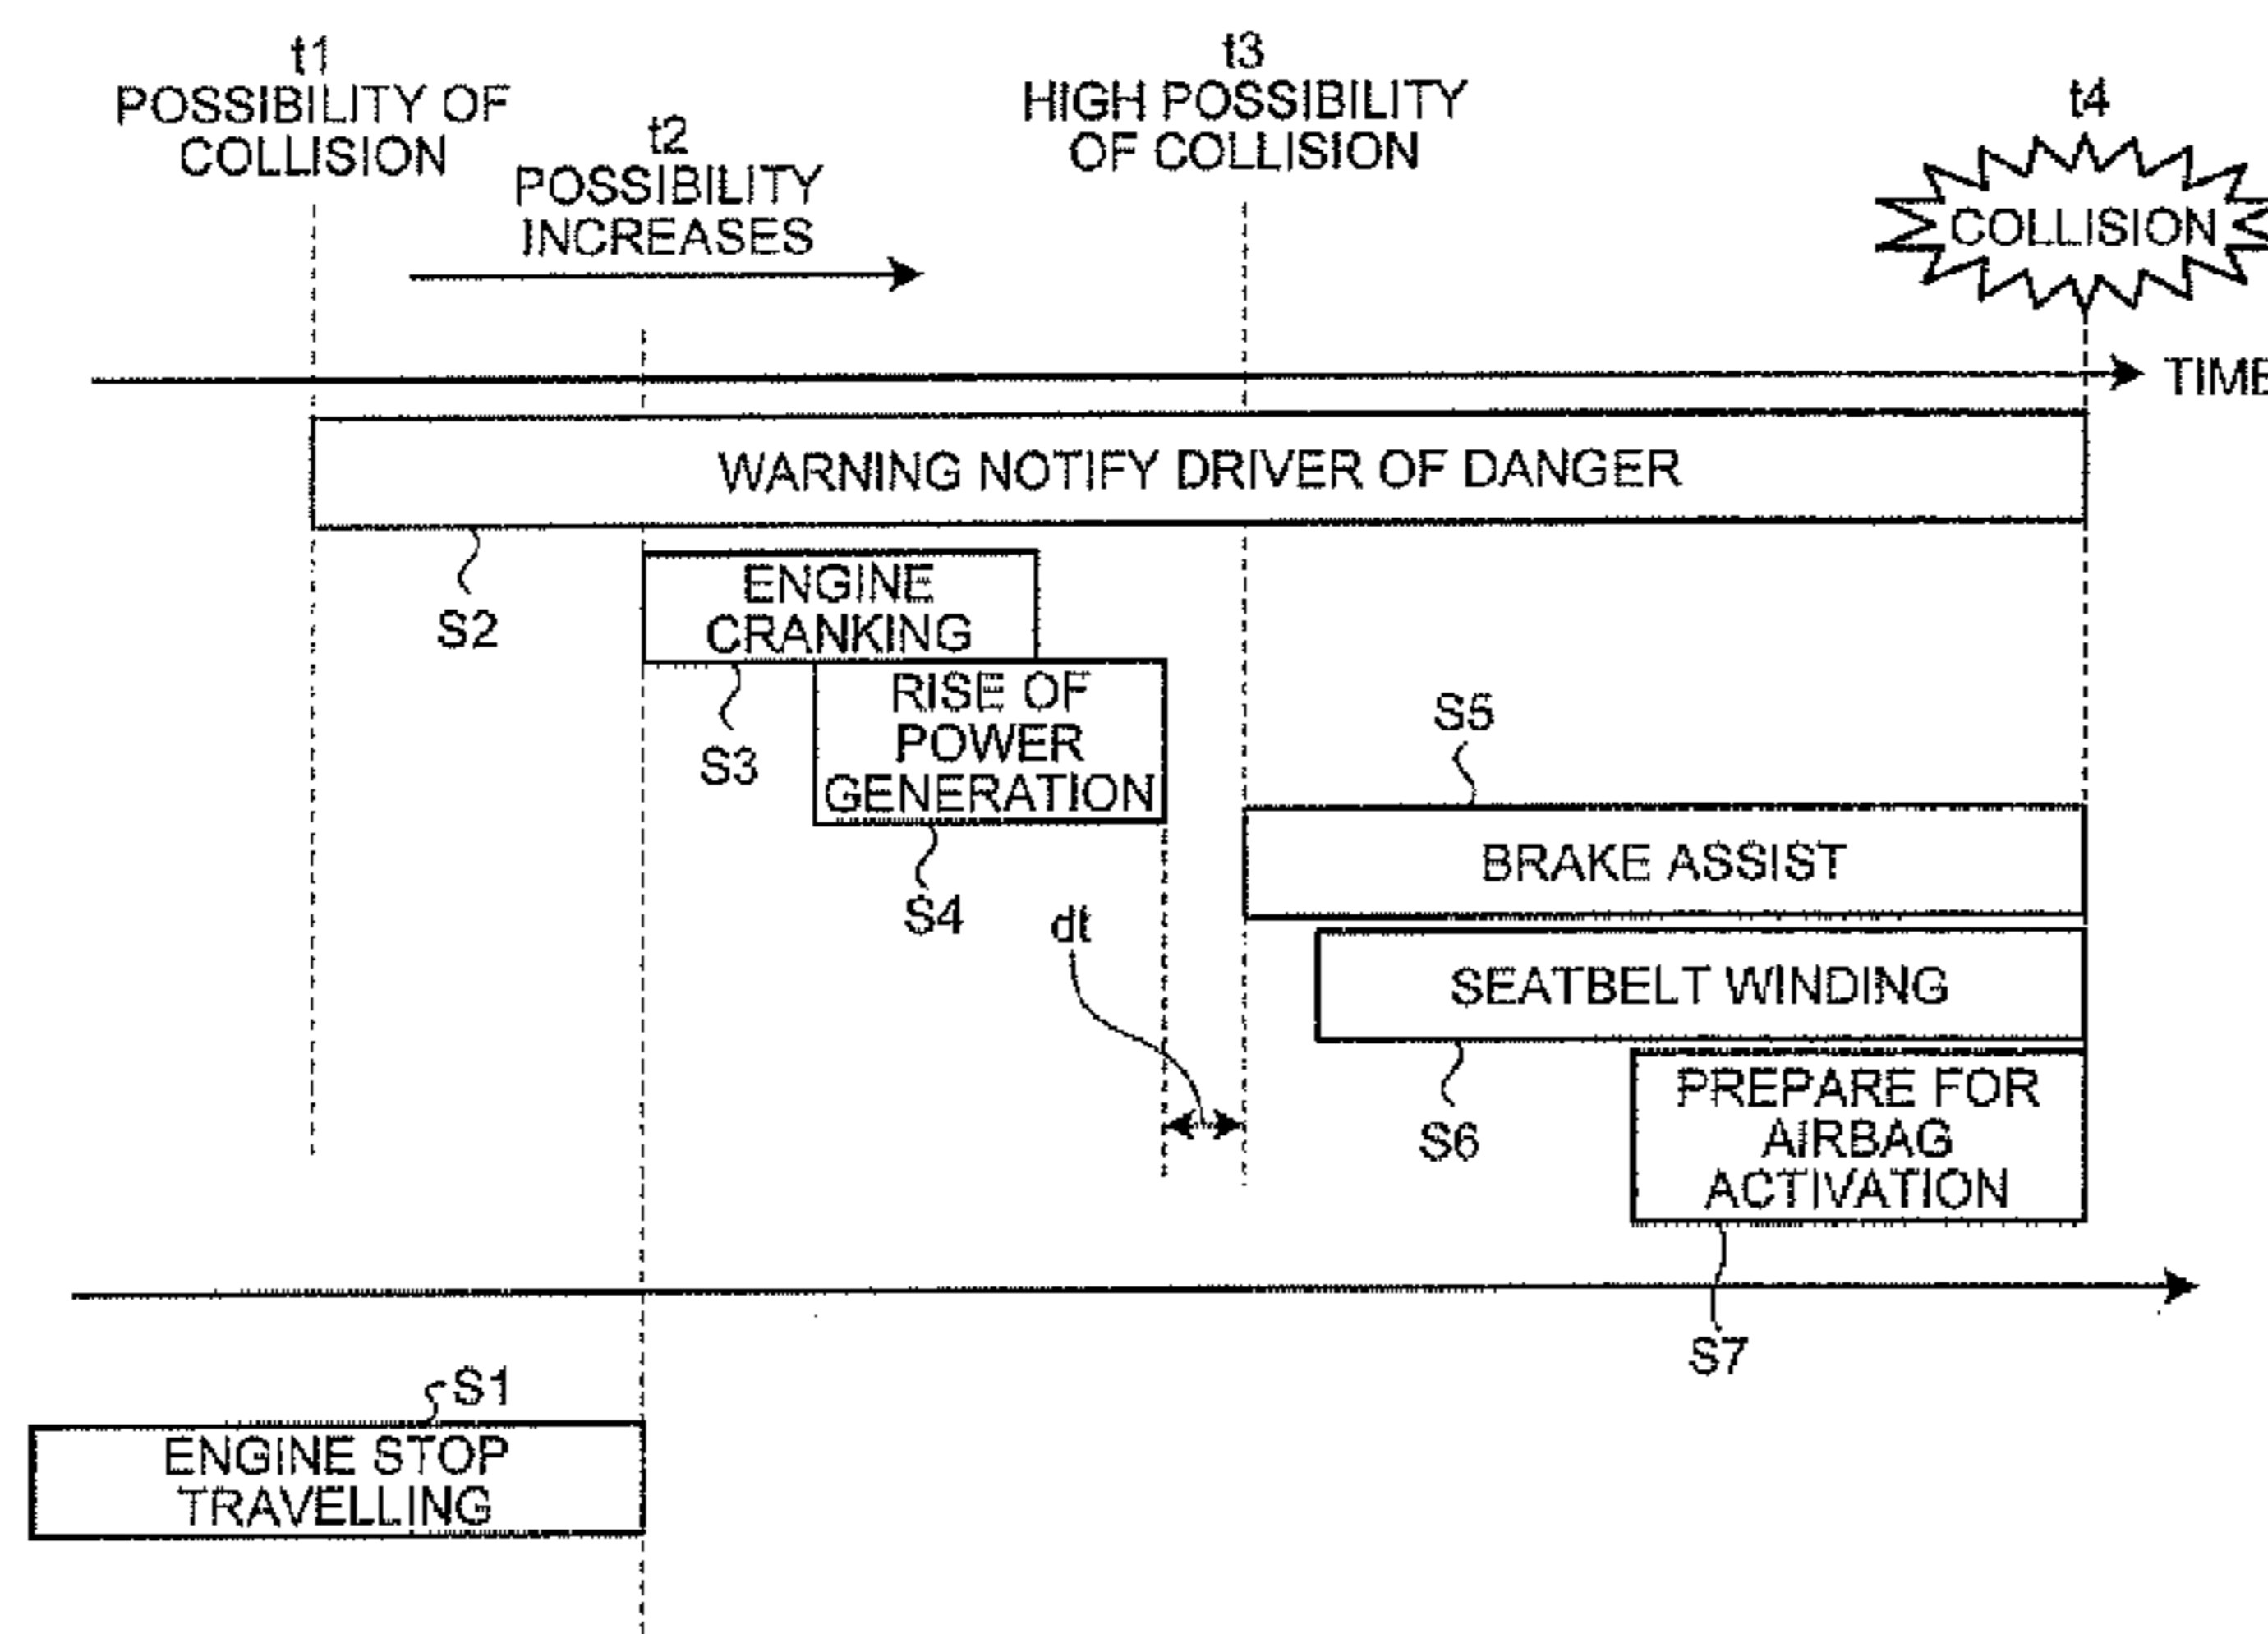 t1
POSSIBILITY OF
COLLISION
t2
POSSIBILITY
INCREASES
t3
HIGH POSSIBILITY
OF COLLISION
t4
COLLISION
TIME
WARNING NOTIFY DRIVER OF DANGER
S2
ENGINE
CRANKING
S3
RISE OF
POWER
GENERATION
S4
dt
S5
BRAKE ASSIST
SEATBELT WINDING
S6
PREPARE FOR
AIRBAG
ACTIVATION
S7
S1
ENGINE STOP
TRAVELLING